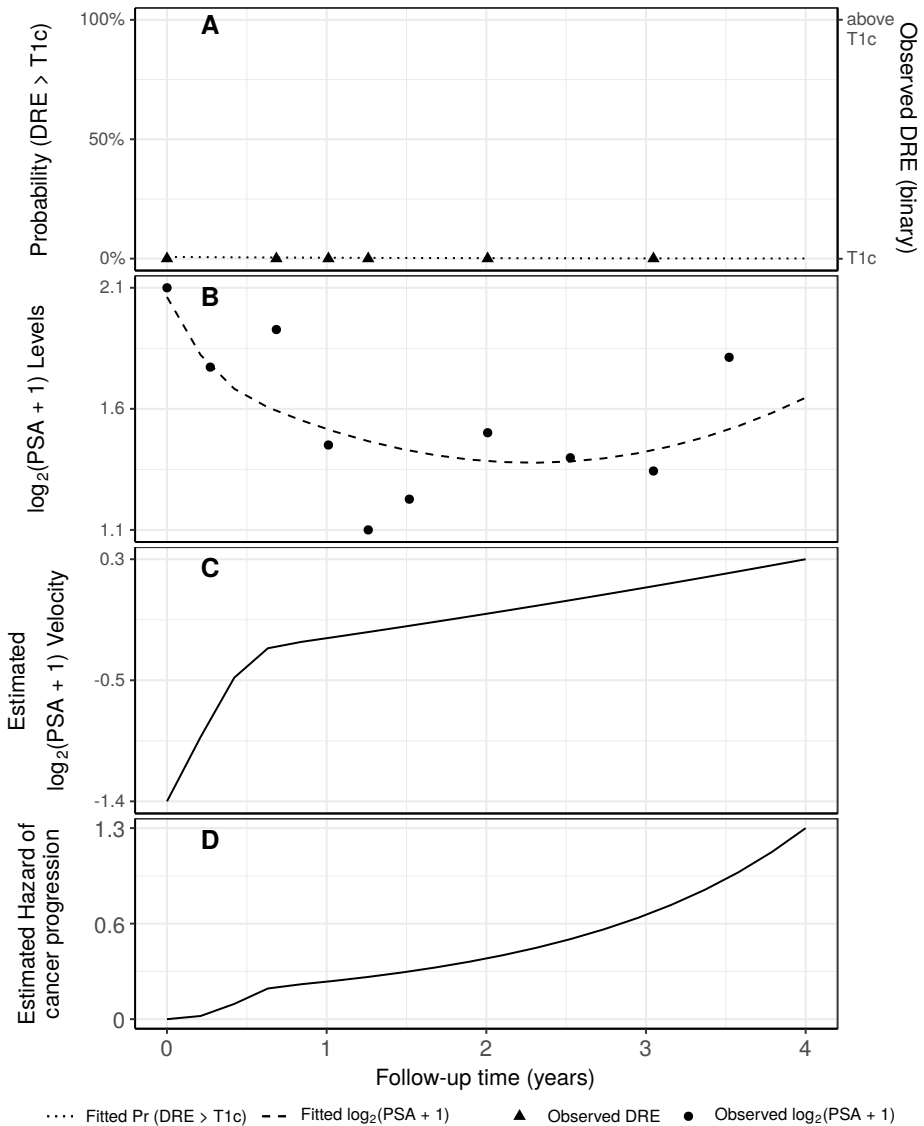 A
Probability (DRE > T1c)
100%
50%
0%
above
T1c
T1c
Observed DRE (binary)
B
log₂(PSA + 1) Levels
2.1
1.6
1.1
C
Estimated
log₂(PSA + 1) Velocity
0.3
-0.5
-1.4
D
Estimated Hazard of
cancer progression
1.3
0.6
0
0 1 2 3 4
Follow-up time (years)
Fitted Pr (DRE > T1c) Fitted log₂(PSA + 1) Observed DRE Observed log₂(PSA + 1)